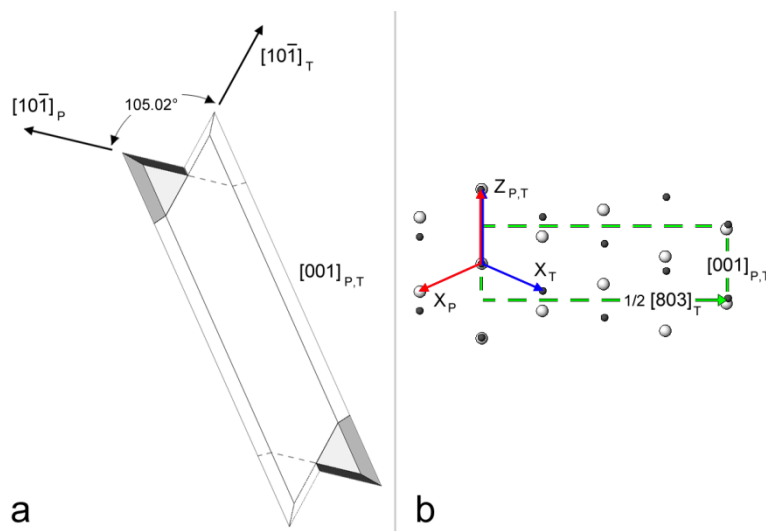 [101̄]T
105.02°
[101̄]P
[001]P,T
a
ZP,T
XT
[001]P,T
XP
1/2 [803]T
b